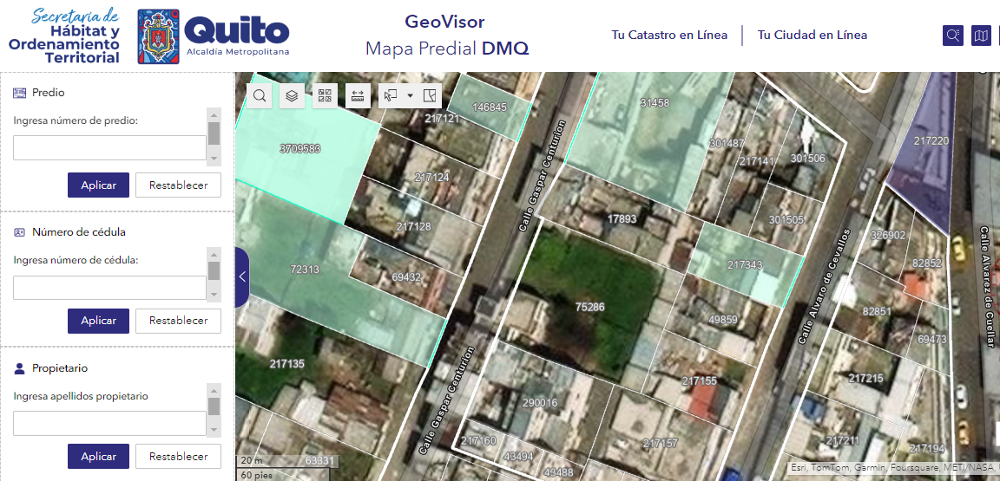 Secretaría de
Hábitat y
Ordenamiento
Territorial
Quito
Alcaldía Metropolitana
GeoVisor
Mapa Predial DMQ
Tu Catastro en Línea
Tu Ciudad en Línea
Predio
Ingresa número de predio:
Aplicar
Restablecer
Número de cédula
Ingresa número de cédula:
Aplicar
Restablecer
Propietario
Ingresa apellidos propietario
Aplicar
Restablecer
146845
217121
31458
3709583
301487
217141
301506
217220
217124
Calle Gaspar Centurion
17893
301505
217128
326902
72313
69432
217343
82852
Calle Alvaro de Cevallos
Calle Alvarez de Cuellar
75286
82851
49859
69473
217135
217155
217215
Calle Gaspar Centurion
290016
217160
43494
217157
217211
217194
63331
43488
20 m
60 pies
Esri, TomTom, Garmin, Foursquare, METI/NASA,